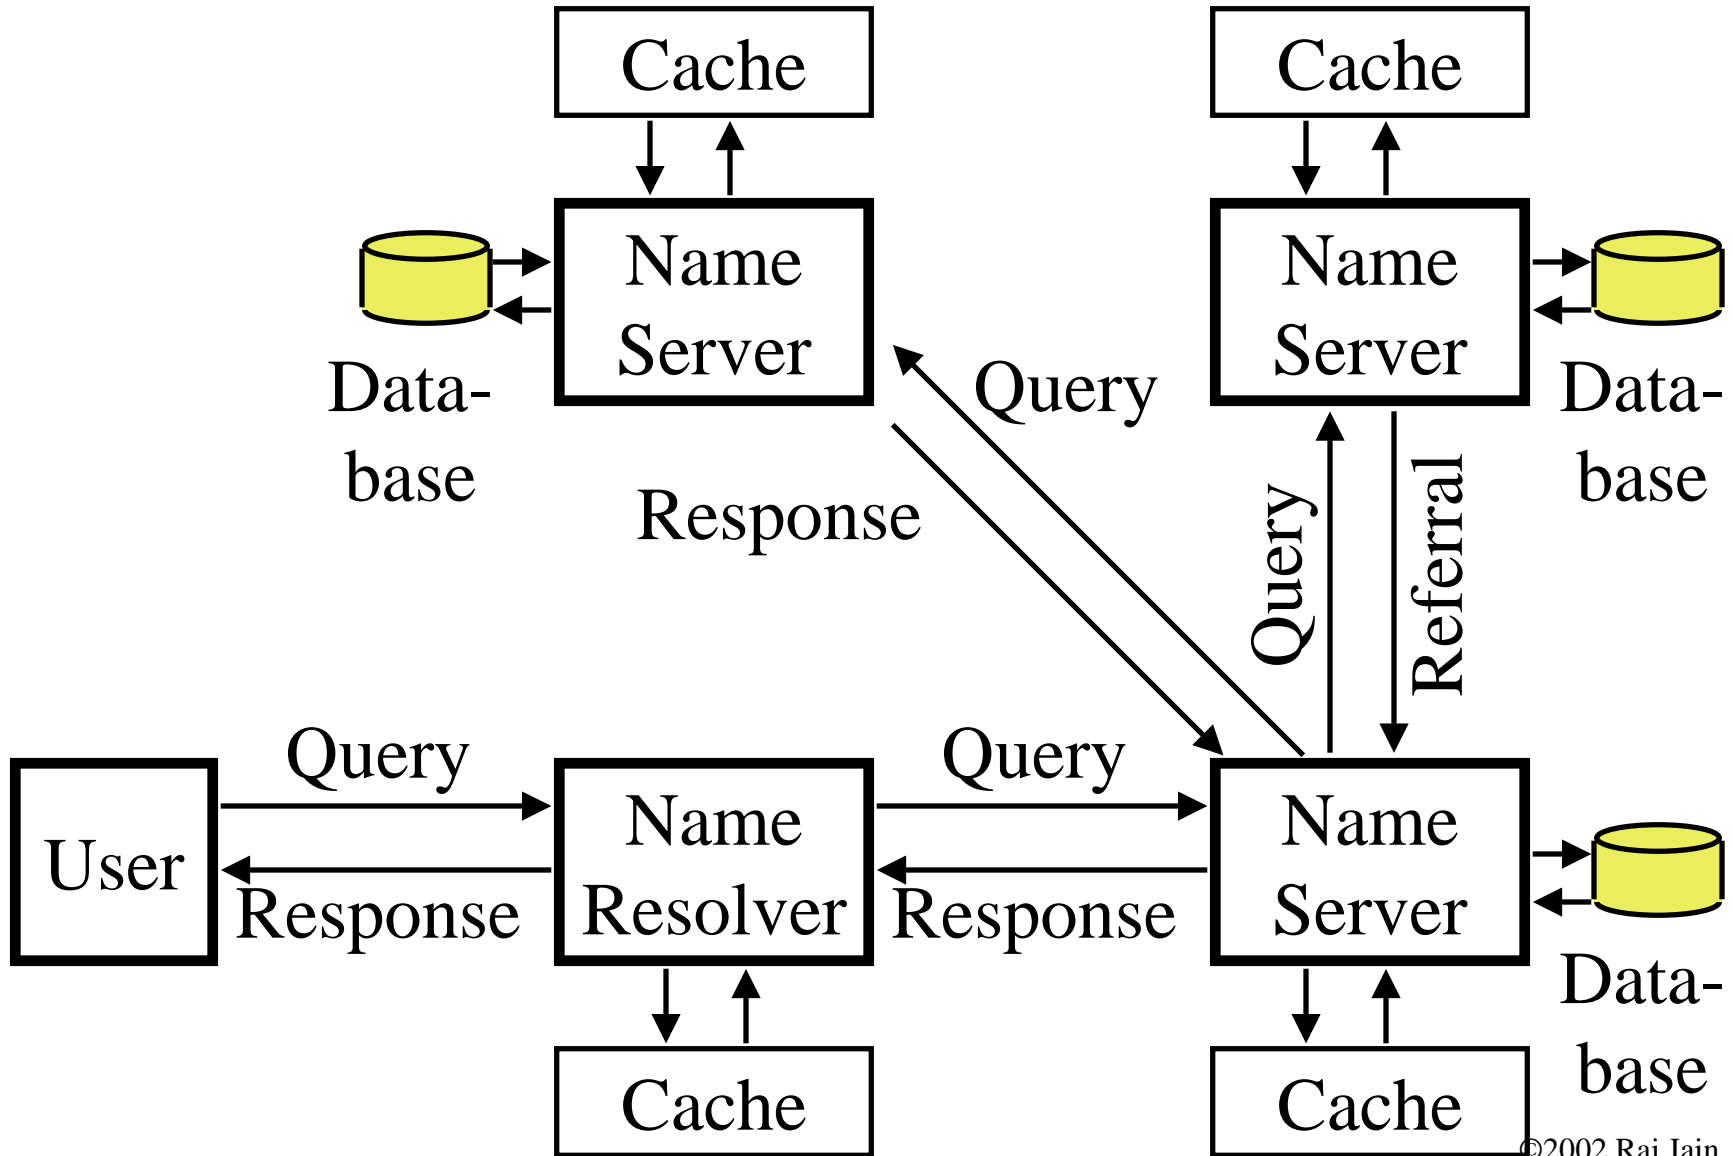 Cache
Cache
Name
Server
Name
Server
Data-
base
Query
Data-
base
Response
Query
Referral
Query
Query
User
Name
Resolver
Name
Server
Response
Response
Data-
base
Cache
Cache
©2002 Raj Jain